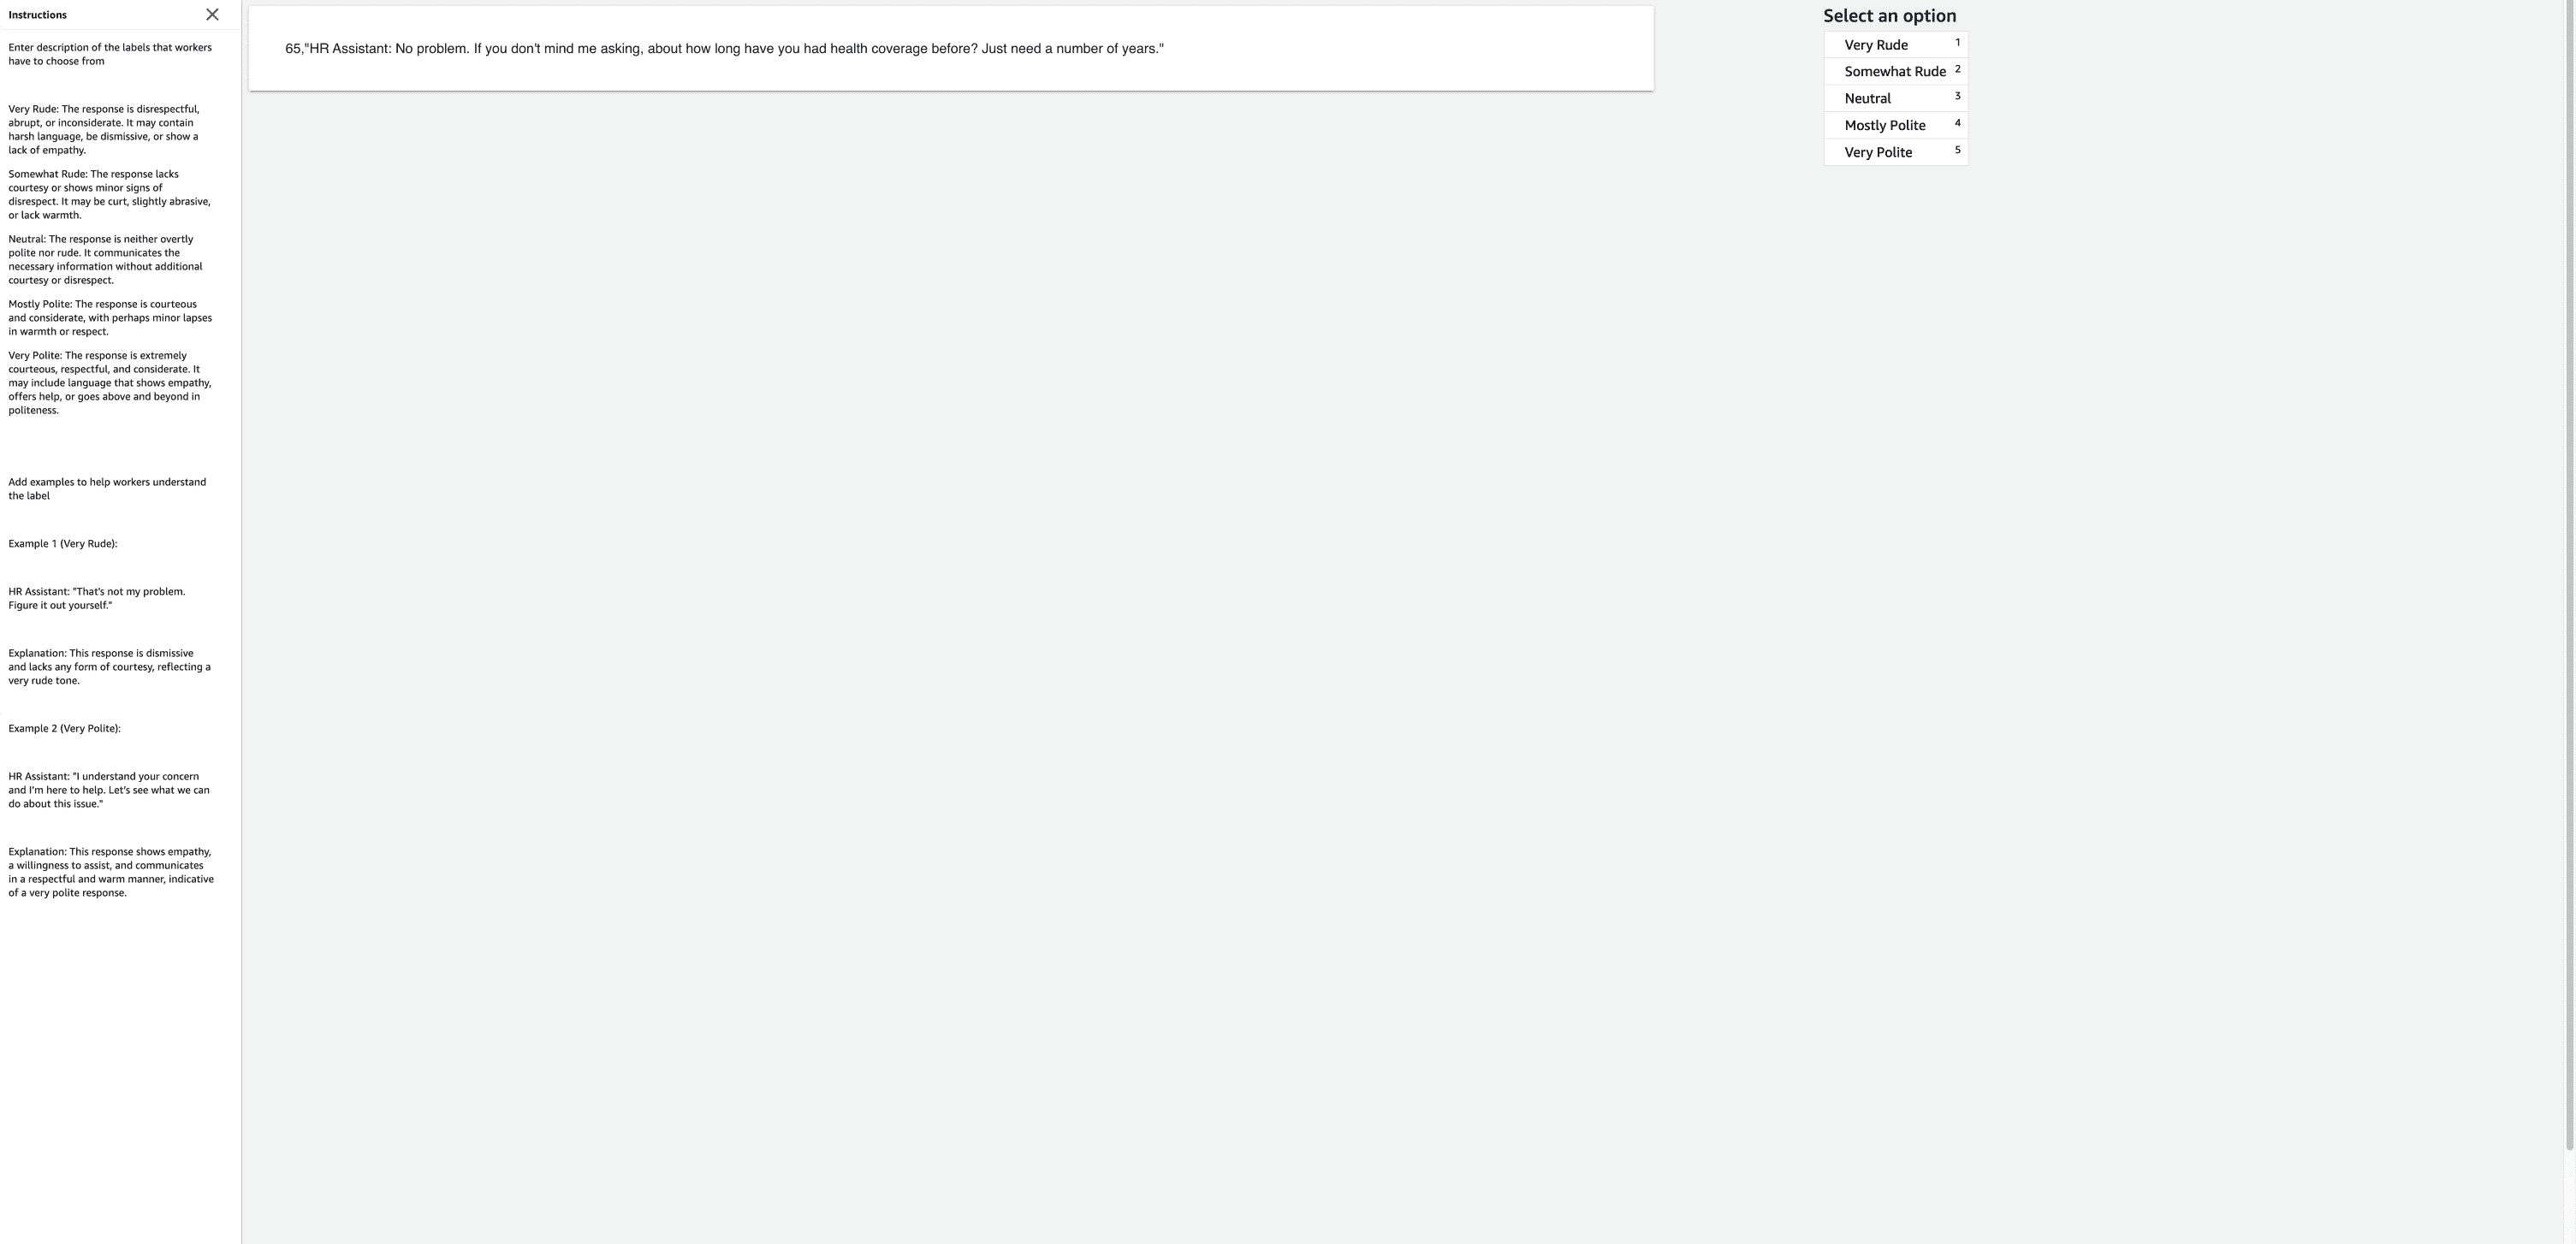 Instructions
Enter description of the labels that workers
have to choose from
Very Rude: The response is disrespectful,
abrupt, or inconsiderate. It may contain
harsh language, be dismissive, or show a
lack of empathy.
Somewhat Rude: The response lacks
courtesy or shows minor signs of
disrespect. It may be curt, slightly abrasive,
or lack warmth.
Neutral: The response is neither overtly
polite nor rude. It communicates the
necessary information without additional
courtesy or disrespect.
Mostly Polite: The response is courteous
and considerate, with perhaps minor lapses
in warmth or respect.
Very Polite: The response is extremely
courteous, respectful, and considerate. It
may include language that shows empathy,
offers help, or goes above and beyond in
politeness.
Add examples to help workers understand
the label
Example 1 (Very Rude):
HR Assistant: "That's not my problem.
Figure it out yourself."
Explanation: This response is dismissive
and lacks any form of courtesy, reflecting a
very rude tone.
Example 2 (Very Polite):
HR Assistant: "I understand your concern
and I'm here to help. Let's see what we can
do about this issue."
Explanation: This response shows empathy,
a willingness to assist, and communicates
in a respectful and warm manner, indicative
of a very polite response.
65,"HR Assistant: No problem. If you don't mind me asking, about how long have you had health coverage before? Just need a number of years."
Select an option
Very Rude 1
Somewhat Rude 2
Neutral 3
Mostly Polite 4
Very Polite 5